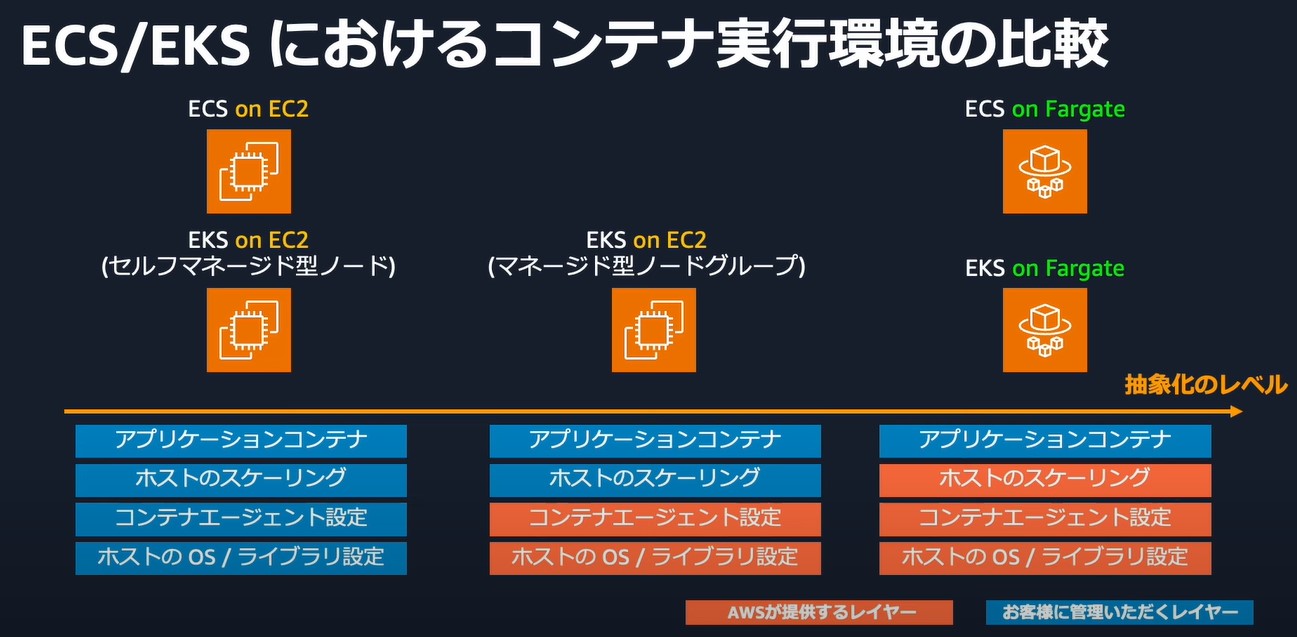 ECS/EKS におけるコンテナ実行環境の比較
ECS on EC2
ECS on Fargate
EKS on EC2
(セルフマネージド型ノード)
EKS on EC2
(マネージド型ノードグループ)
EKS on Fargate
抽象化のレベル
アプリケーションコンテナ
ホストのスケーリング
コンテナエージェント設定
ホストの OS / ライブラリ設定
アプリケーションコンテナ
ホストのスケーリング
コンテナエージェント設定
ホストの OS / ライブラリ設定
アプリケーションコンテナ
ホストのスケーリング
コンテナエージェント設定
ホストの OS / ライブラリ設定
AWSが提供するレイヤー
お客様に管理いただくレイヤー